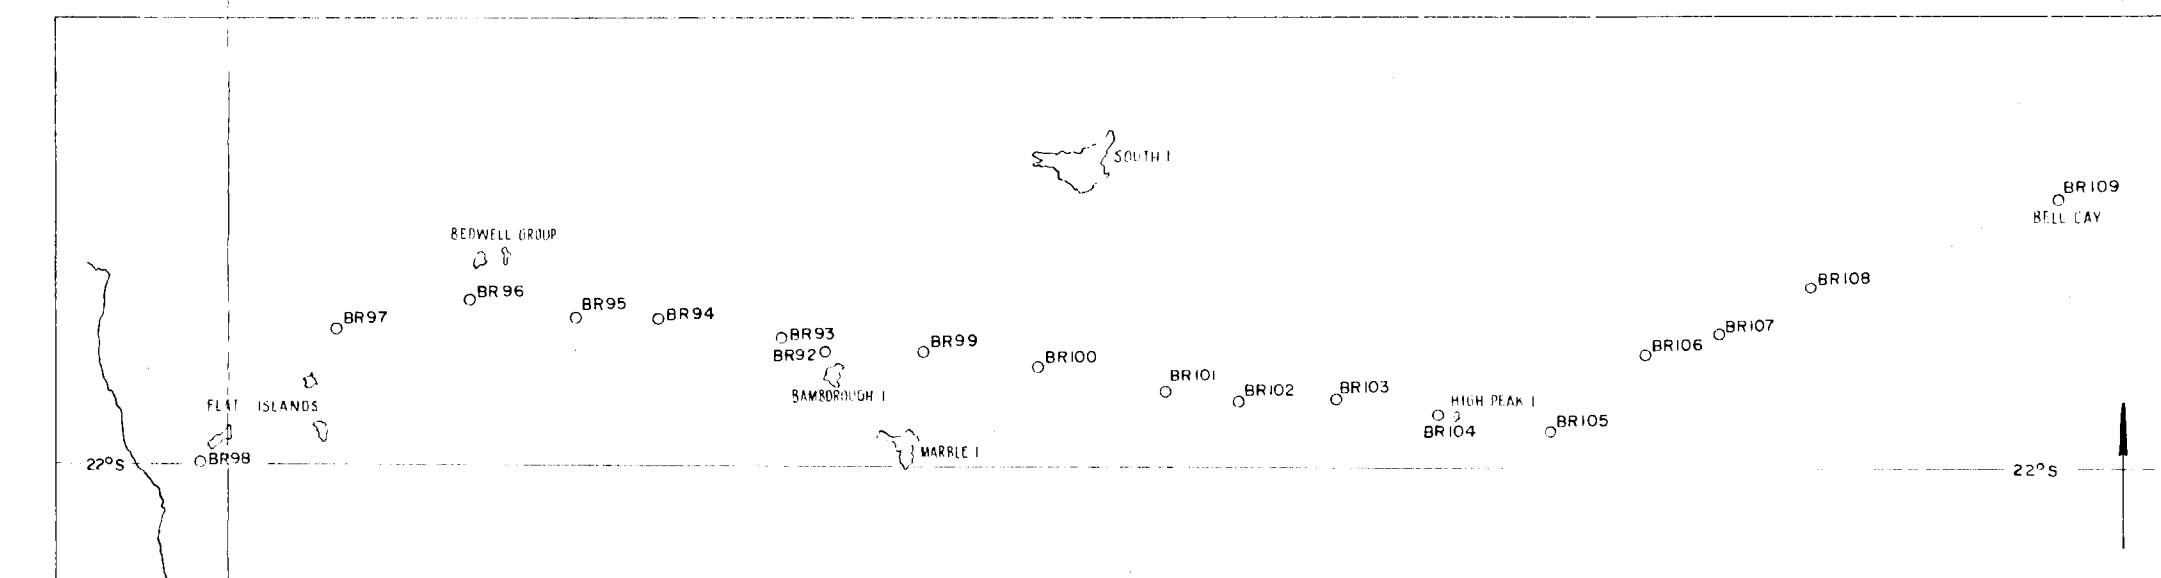 SOUTH I
BR109
BELL CAY
BEDWELL GROUP
BR108
BR96
BR95
BR94
BR97
BR107
BR93
BR99
BR106
BR92
BR100
BR101
BR102
BR103
BAMBOROUGH I
HIGH PEAK I
FLAT ISLANDS
BR105
BR104
MARBLE I
BR98
22°S
22°S